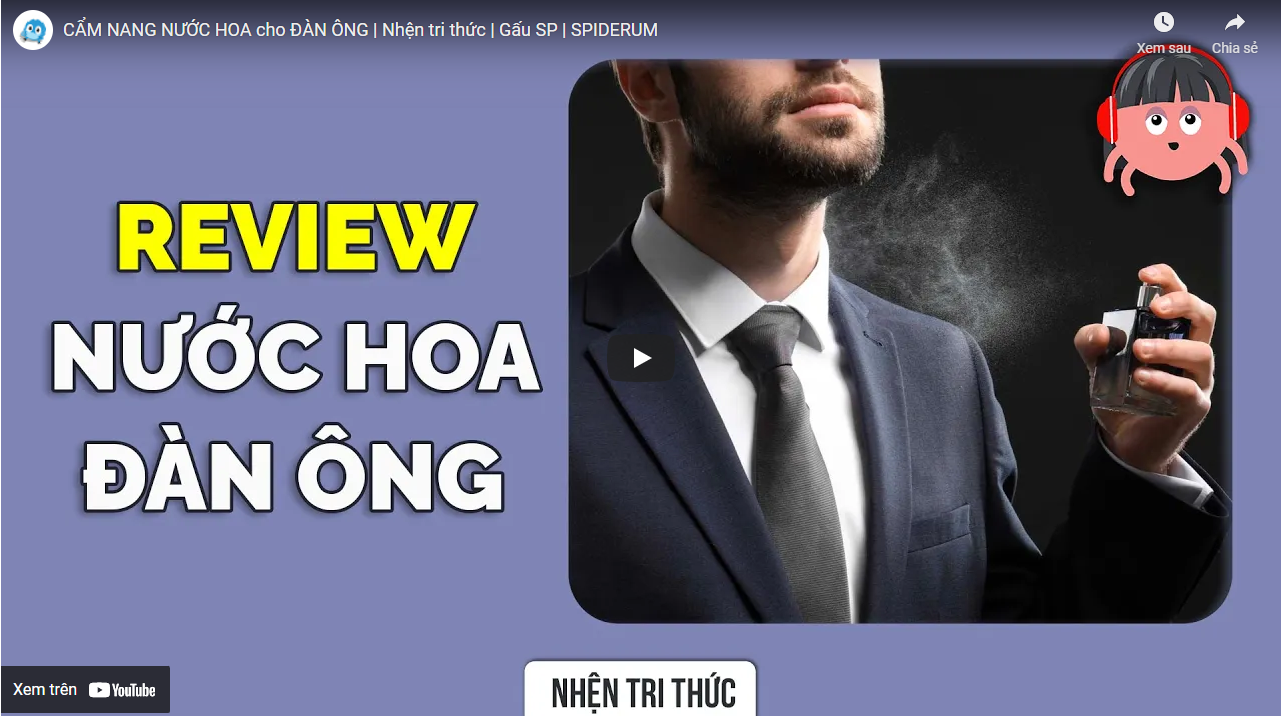 CẨM NANG NƯỚC HOA cho ĐÀN ÔNG | Nhện tri thức | Gấu SP | SPIDERUM
Xem sau
Chia sẻ
REVIEW
NƯỚC HOA
ĐÀN ÔNG
Xem trên YouTube
NHỆN TRI THỨC